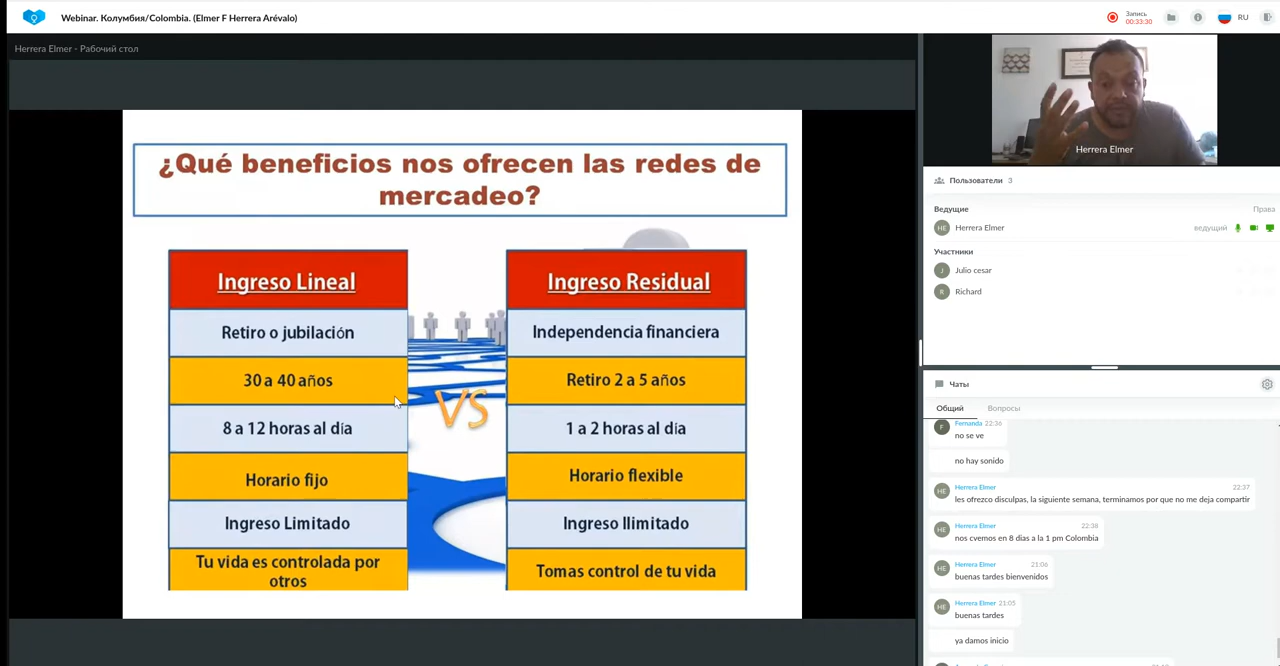 Webinar. Колумбия/Colombia. (Elmer F Herrera Arévalo)
Запись
00:33:30
RU
Herrera Elmer - Рабочий стол
¿Qué beneficios nos ofrecen las redes de
mercadeo?
Ingreso Lineal
Retiro o jubilación
30 a 40 años
8 a 12 horas al día
Horario fijo
Ingreso Limitado
Tu vida es controlada por
otros
VS
Ingreso Residual
Independencia financiera
Retiro 2 a 5 años
1 a 2 horas al día
Horario flexible
Ingreso Ilimitado
Tomas control de tu vida
Herrera Elmer
Пользователи 3
Ведущие Права
HE Herrera Elmer ведущий
Участники
J Julio cesar
R Richard
Чаты
Общий Вопросы
F Fernanda 22:36
no se ve
no hay sonido
HE Herrera Elmer 22:37
les ofrezco disculpas, la siguiente semana, terminamos por que no me deja compartir
HE Herrera Elmer 22:38
nos cvemos en 8 dias a la 1 pm Colombia
HE Herrera Elmer 21:06
buenas tardes bienvenidos
HE Herrera Elmer 21:05
buenas tardes
ya damos inicio